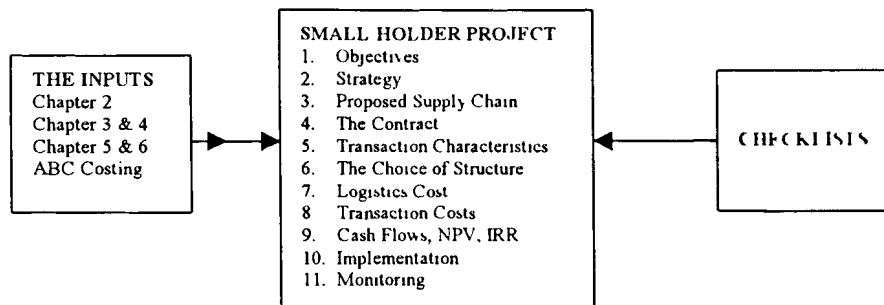 THE INPUTS
Chapter 2
Chapter 3 & 4
Chapter 5 & 6
ABC Costing
SMALL HOLDER PROJECT
1. Objectives
2. Strategy
3. Proposed Supply Chain
4. The Contract
5. Transaction Characteristics
6. The Choice of Structure
7. Logistics Cost
8 Transaction Costs
9. Cash Flows, NPV, IRR
10. Implementation
11. Monitoring
CHECKLISTS